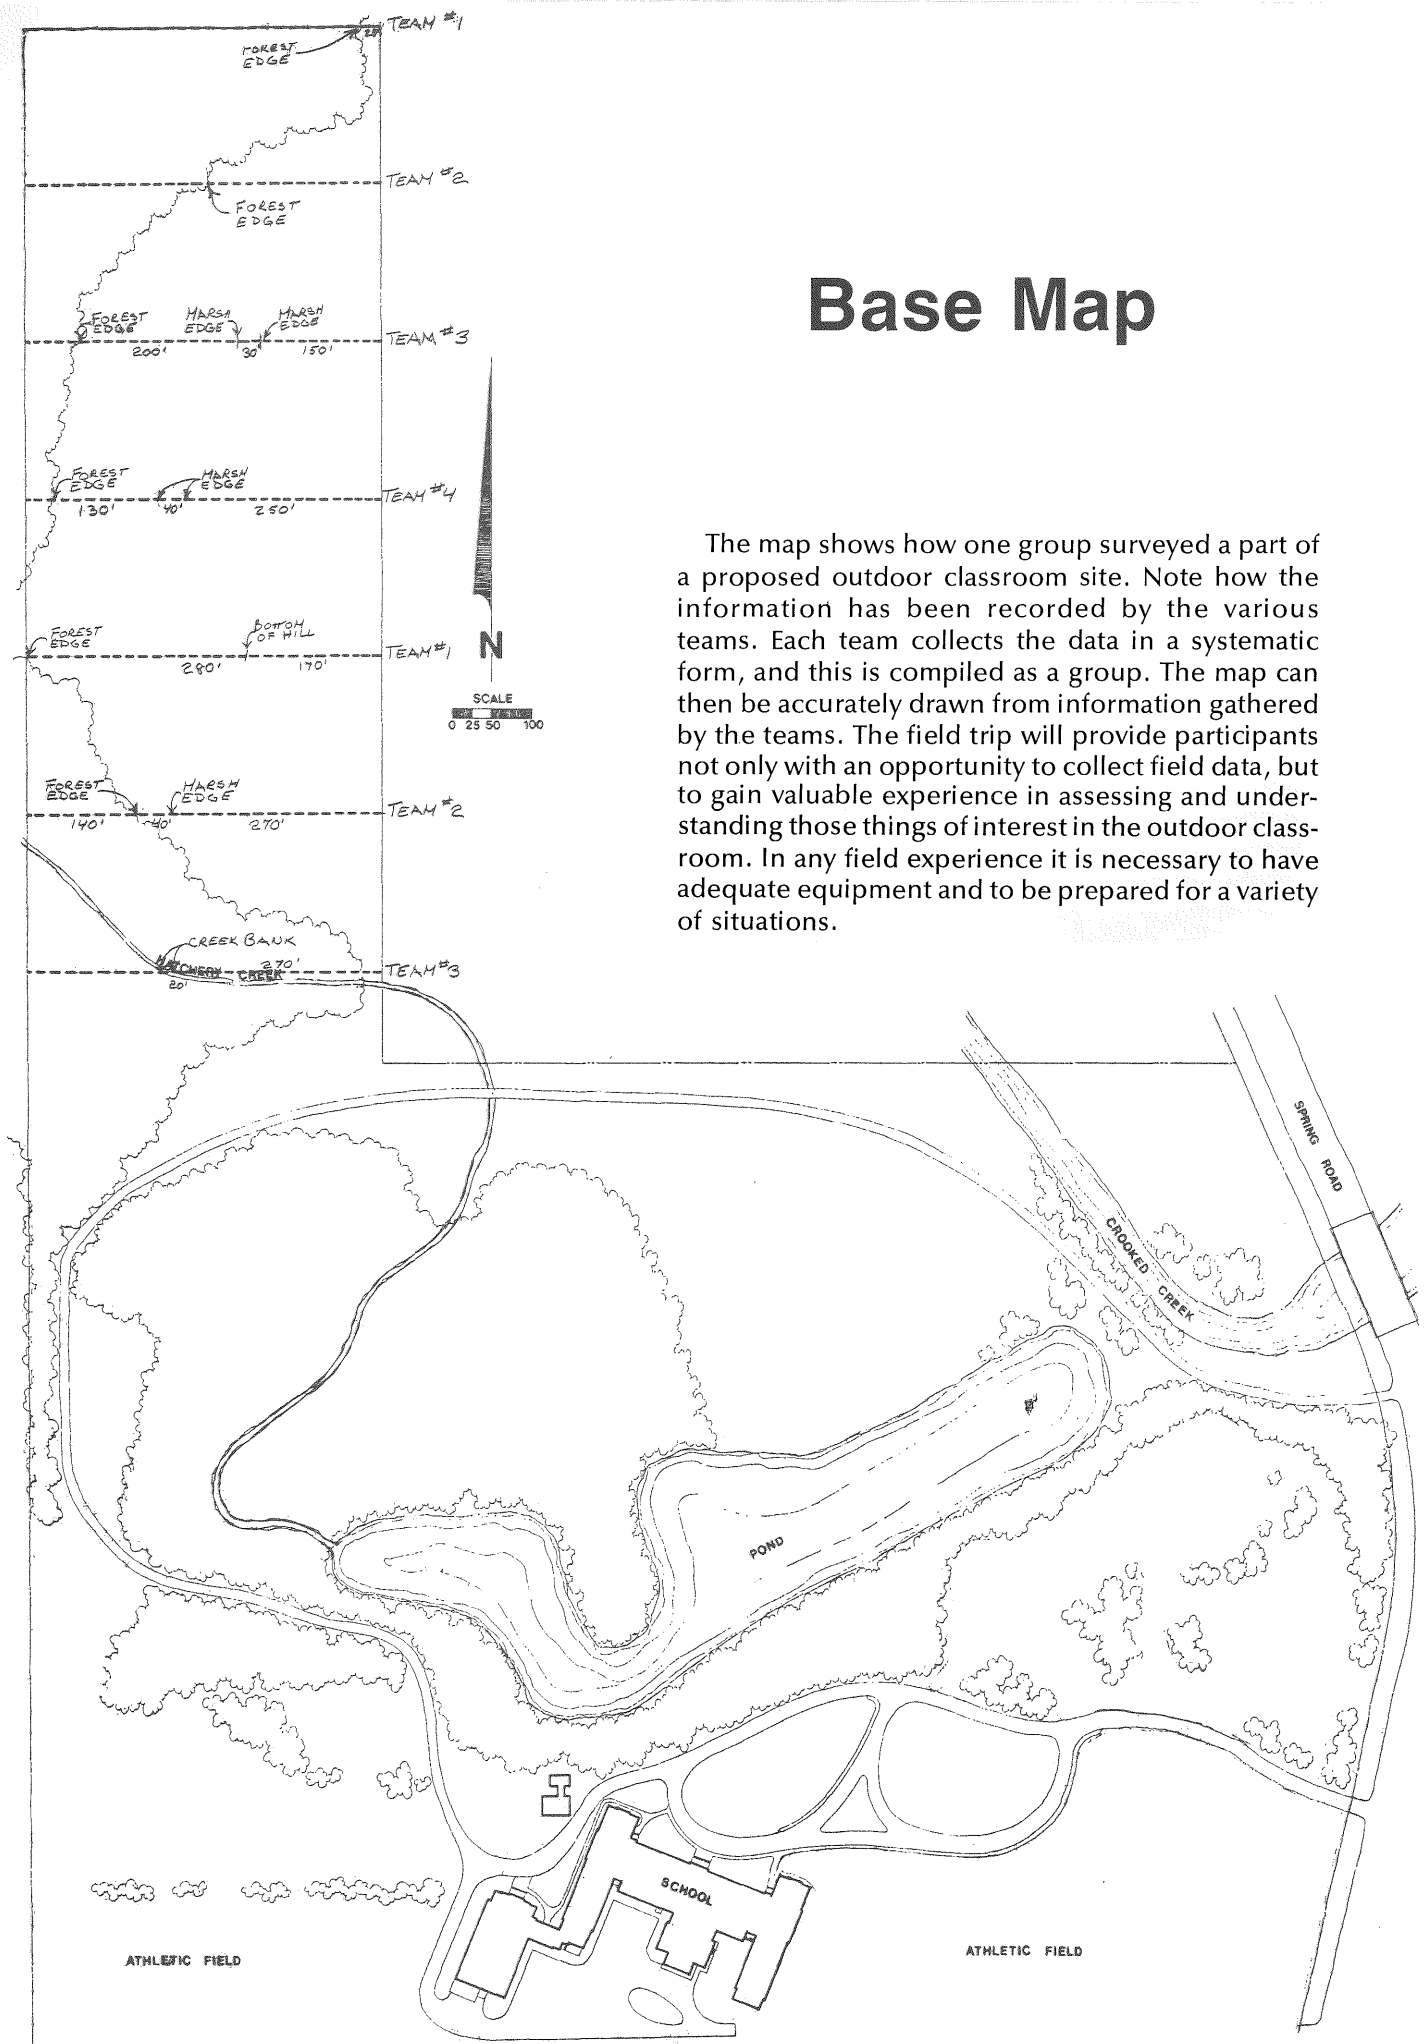 TEAM #1
FOREST
EDGE
TEAM #2
FOREST
EDGE
Base Map
FOREST
EDGE
MARSH
EDGE
MARSH
EDGE
TEAM #3
200'
30'
150'
FOREST
EDGE
MARSH
EDGE
TEAM #4
130'
40'
250'
The map shows how one group surveyed a part of
a proposed outdoor classroom site. Note how the
information has been recorded by the various
teams. Each team collects the data in a systematic
form, and this is compiled as a group. The map can
then be accurately drawn from information gathered
by the teams. The field trip will provide participants
not only with an opportunity to collect field data, but
to gain valuable experience in assessing and under-
standing those things of interest in the outdoor class-
room. In any field experience it is necessary to have
adequate equipment and to be prepared for a variety
of situations.
FOREST
EDGE
BOTTOM
OF HILL
TEAM #1
280'
170'
N
SCALE
0 25 50 100
FOREST
EDGE
MARSH
EDGE
TEAM #2
140'
40'
270'
CREEK BANK
HATCHERY CREEK
270'
TEAM #3
20'
SPRING ROAD
CROOKED CREEK
POND
SCHOOL
ATHLETIC FIELD
ATHLETIC FIELD